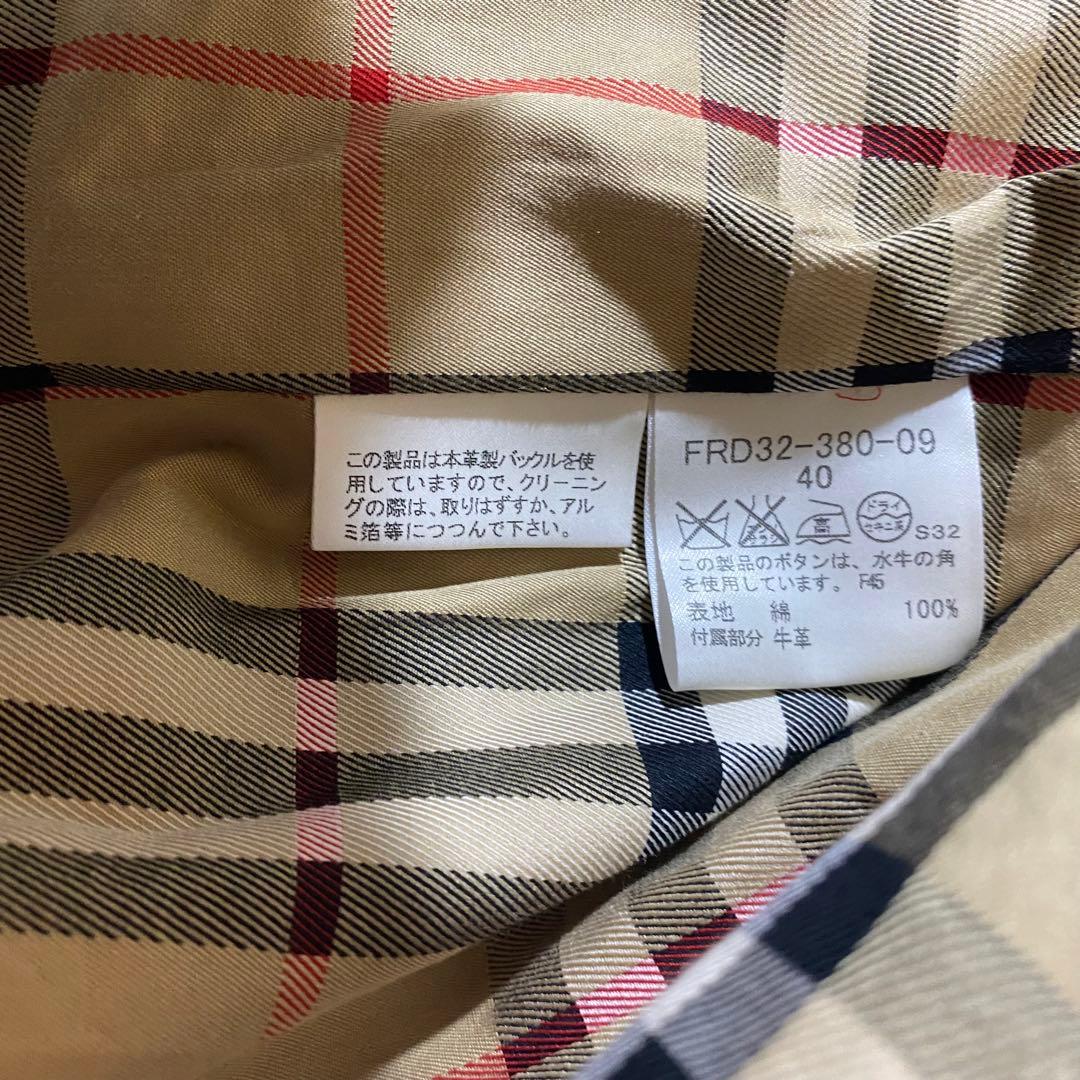 この製品は本革製バックルを使
用していますので、クリーニン
グの際は、取りはずすか、アル
ミ箔等につつんで下さい。
FRD32-380-09
40
高 ドライ S32
この製品のボタンは、水牛の角
を使用しています。 F45
表地 綿 100%
付属部分 牛革